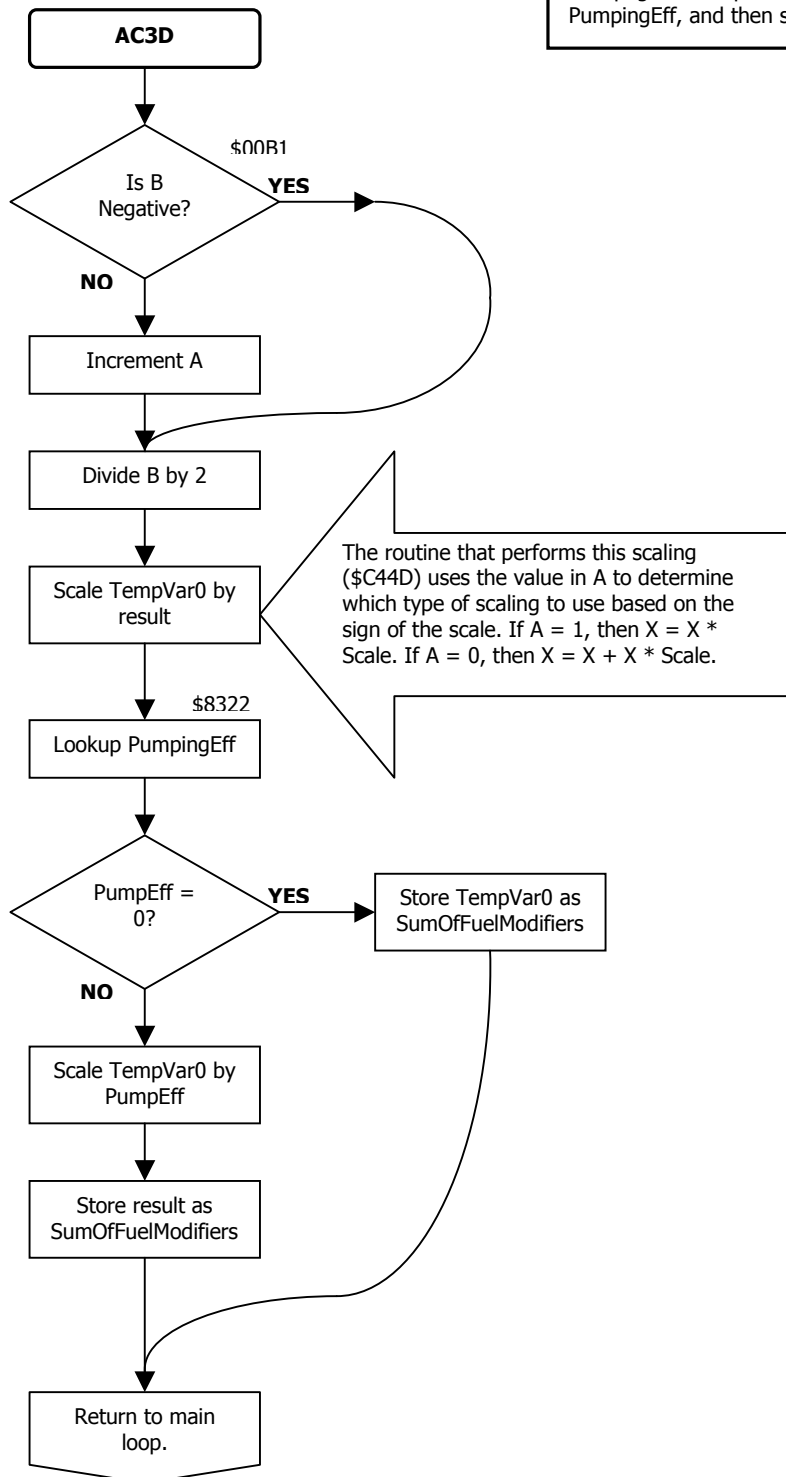 PumpingEff, and then s
AC3D
$00B1
Is B
Negative?
YES
NO
Increment A
Divide B by 2
The routine that performs this scaling
($C44D) uses the value in A to determine
which type of scaling to use based on the
sign of the scale. If A = 1, then X = X *
Scale. If A = 0, then X = X + X * Scale.
Scale TempVar0 by
result
$8322
Lookup PumpingEff
PumpEff =
0?
YES
Store TempVar0 as
SumOfFuelModifiers
NO
Scale TempVar0 by
PumpEff
Store result as
SumOfFuelModifiers
Return to main
loop.